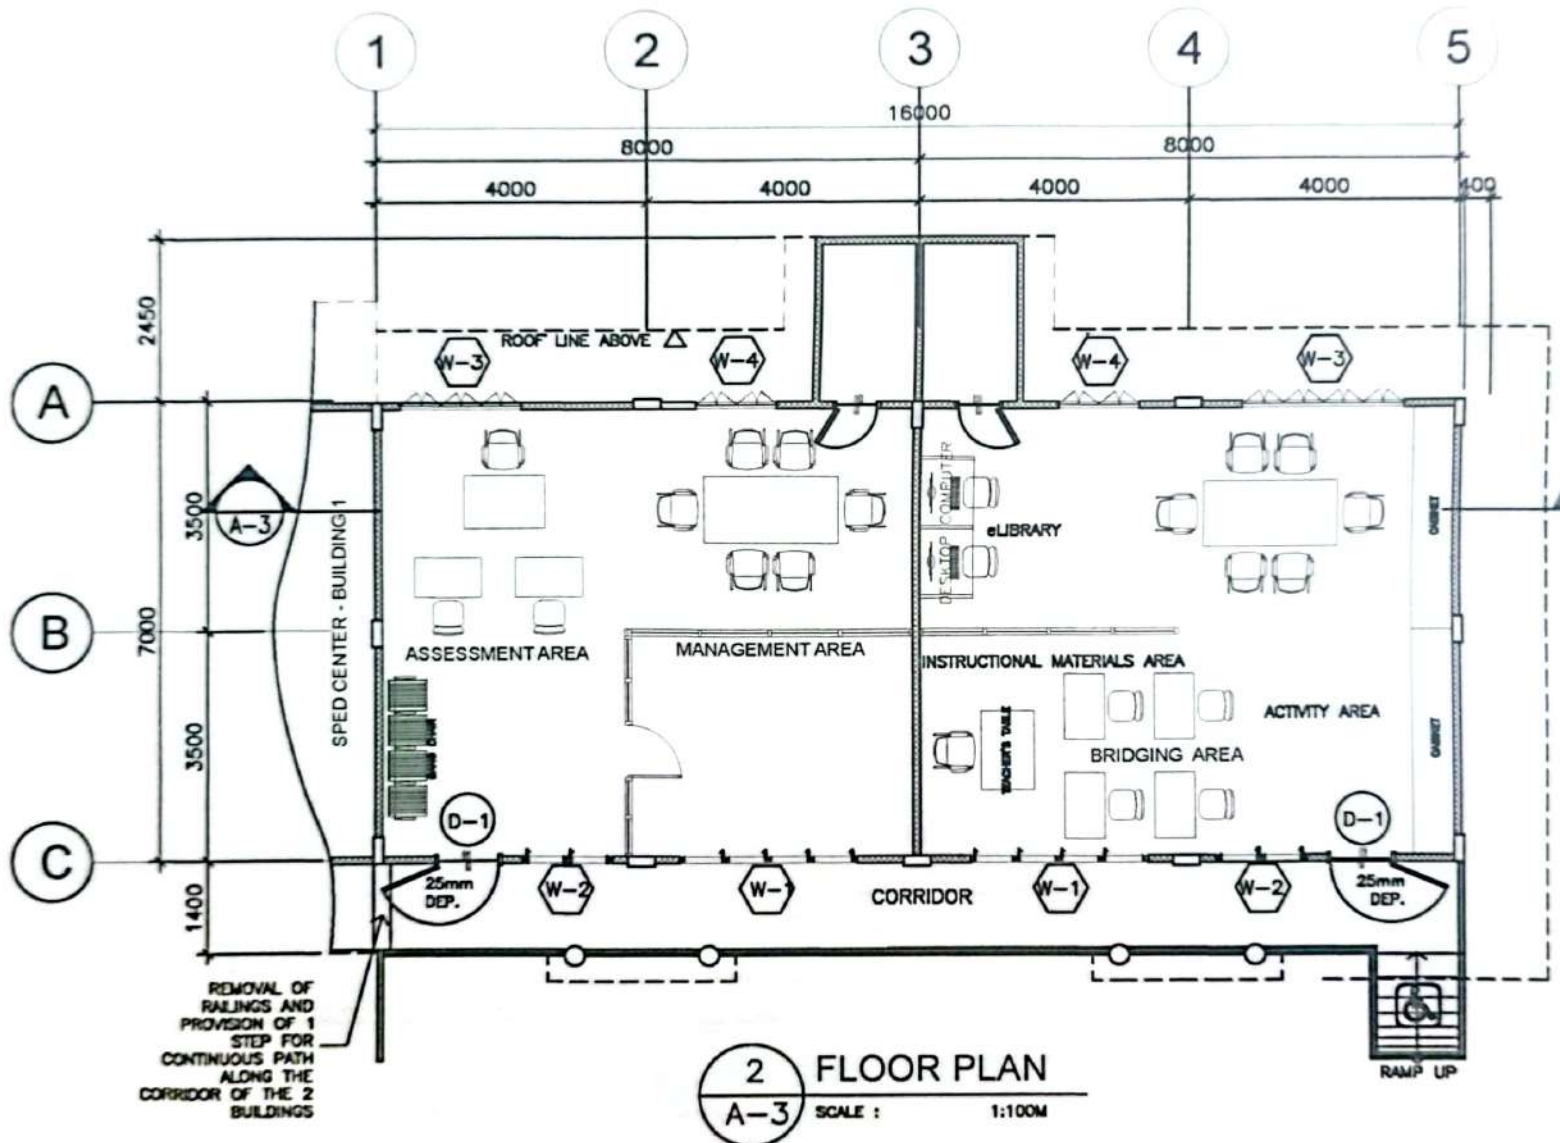 1
2
3
4
5
16000
8000
8000
4000
4000
4000
4000
400
2450
ROOF LINE ABOVE
W-3
W-4
W-4
W-3
A
3500
A-3
SPED CENTER - BUILDING 1
DESKTOP COMPUTER
eLIBRARY
CABINET
B
7000
ASSESSMENT AREA
MANAGEMENT AREA
INSTRUCTIONAL MATERIALS AREA
ACTIVITY AREA
3500
TEACHER'S TABLE
BRIDGING AREA
CABINET
D-1
D-1
C
25mm
DEP.
W-2
W-1
CORRIDOR
W-1
W-2
25mm
DEP.
1400
REMOVAL OF
RAILINGS AND
PROVISION OF 1
STEP FOR
CONTINUOUS PATH
ALONG THE
CORRIDOR OF THE 2
BUILDINGS
RAMP UP
2
A-3
FLOOR PLAN
SCALE : 1:100M